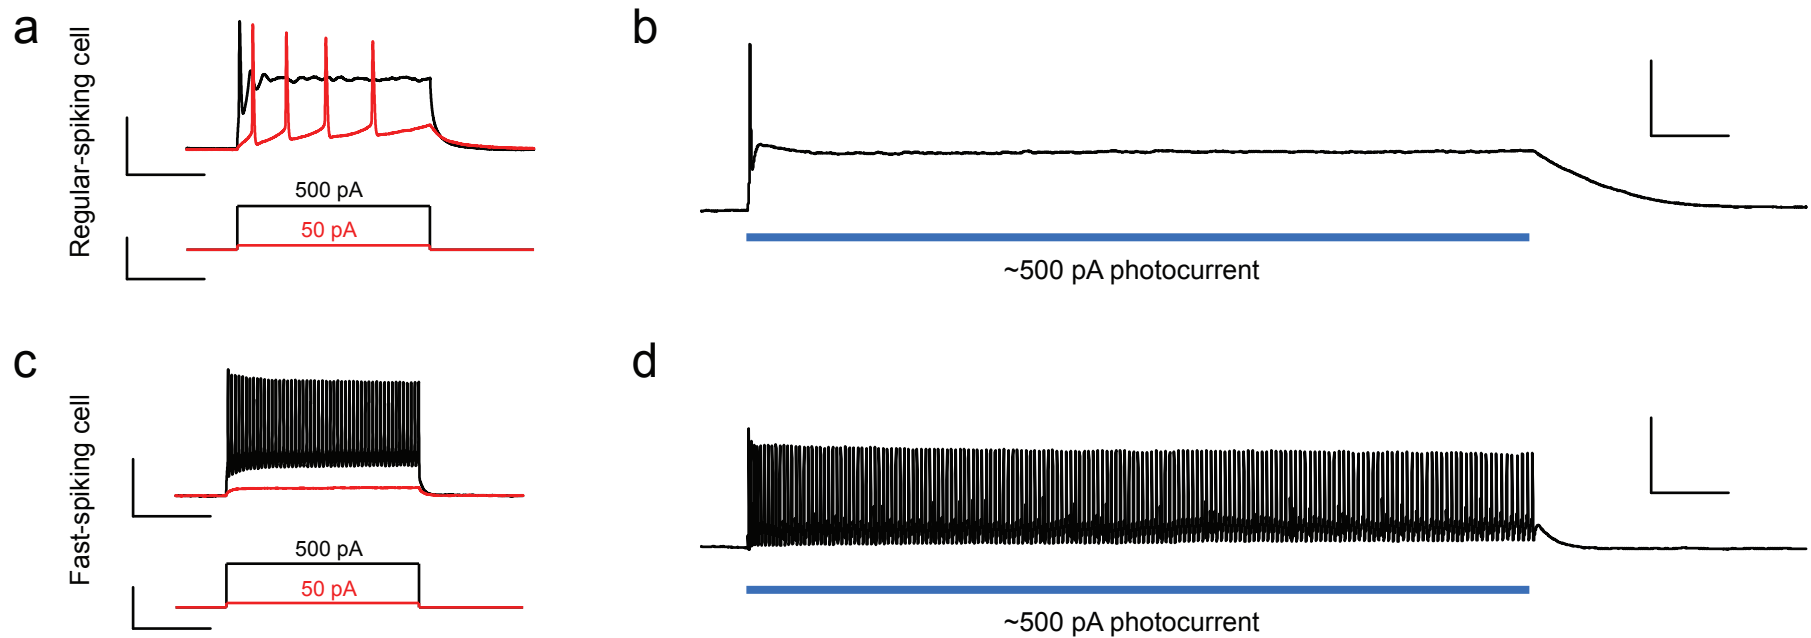 a
Regular-spiking cell
500 pA
50 pA
b
~500 pA photocurrent
c
Fast-spiking cell
500 pA
50 pA
d
~500 pA photocurrent